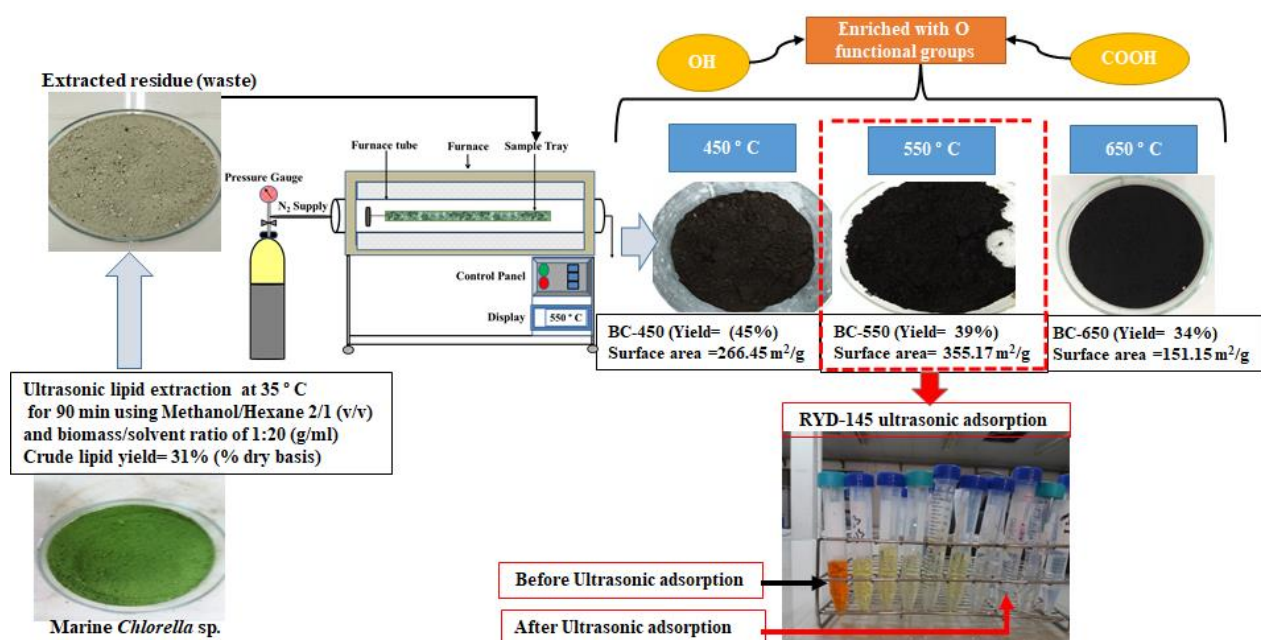 Enriched with O
functional groups
OH
COOH
Extracted residue (waste)
Furnace tube
Furnace
Sample Tray
Pressure Gauge
N₂ Supply
Control Panel
Display
550 ° C
450 ° C
550 ° C
650 ° C
BC-450 (Yield= (45%)
Surface area =266.45 m²/g
BC-550 (Yield= 39%)
Surface area= 355.17 m²/g
BC-650 (Yield= 34%)
Surface area =151.15 m²/g
Ultrasonic lipid extraction at 35 ° C
for 90 min using Methanol/Hexane 2/1 (v/v)
and biomass/solvent ratio of 1:20 (g/ml)
Crude lipid yield= 31% (% dry basis)
Marine Chlorella sp.
RYD-145 ultrasonic adsorption
Before Ultrasonic adsorption
After Ultrasonic adsorption